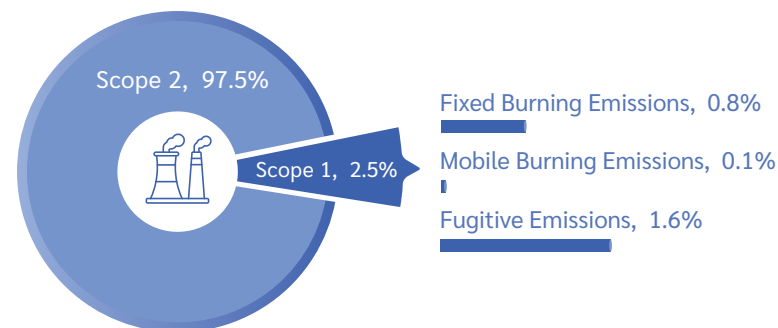 Scope 2, 97.5%
Scope 1, 2.5%
Fixed Burning Emissions, 0.8%
Mobile Burning Emissions, 0.1%
Fugitive Emissions, 1.6%